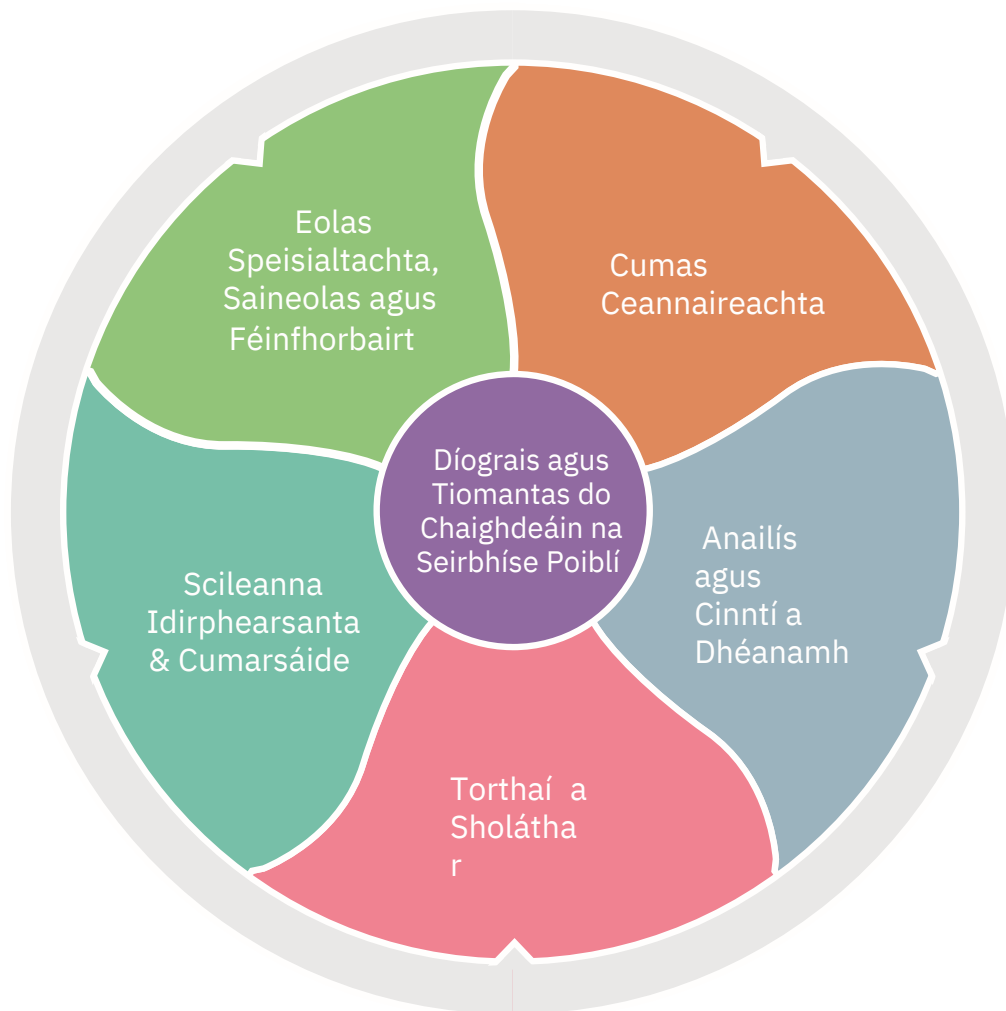 Eolas
Speisialtachta,
Saineolas agus
Féinfhorbairt
Cumas
Ceannaireachta
Díograis agus
Tiomantas do
Chaighdeáin na
Seirbhíse Poiblí
Anailís
agus
Cinntí a
Dhéanamh
Scileanna
Idirphearsanta
& Cumarsáide
Torthaí a
Sholátha
r